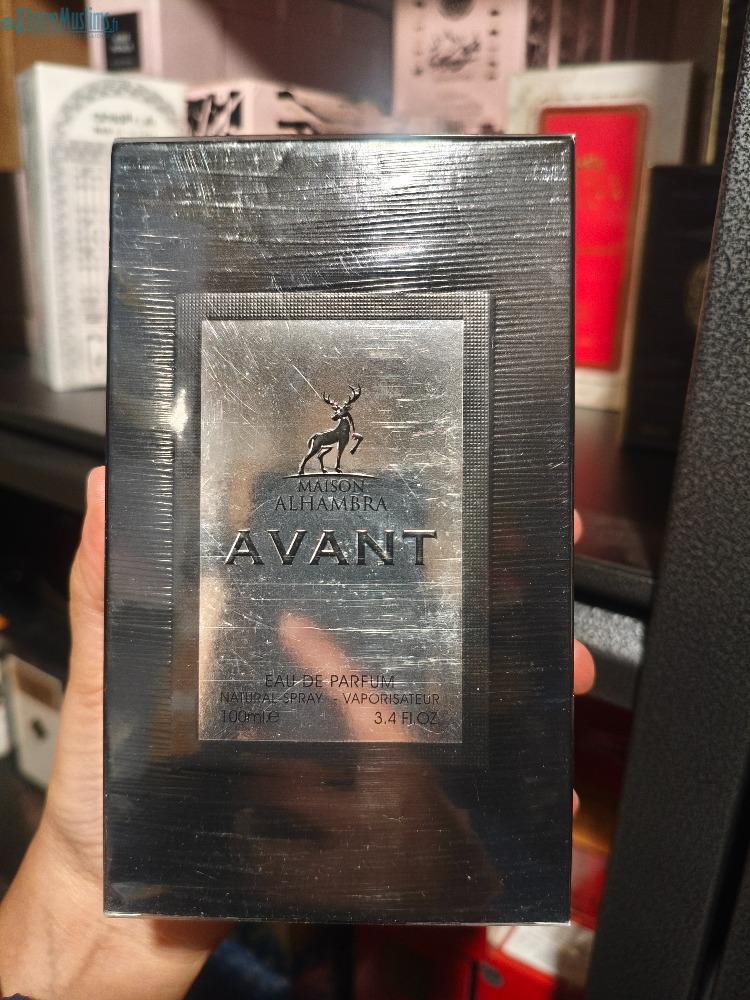 MAISON
ALHAMBRA
AVANT
EAU DE PARFUM
NATURAL SPRAY - VAPORISATEUR
100ml ℮ 3.4 Fl.OZ